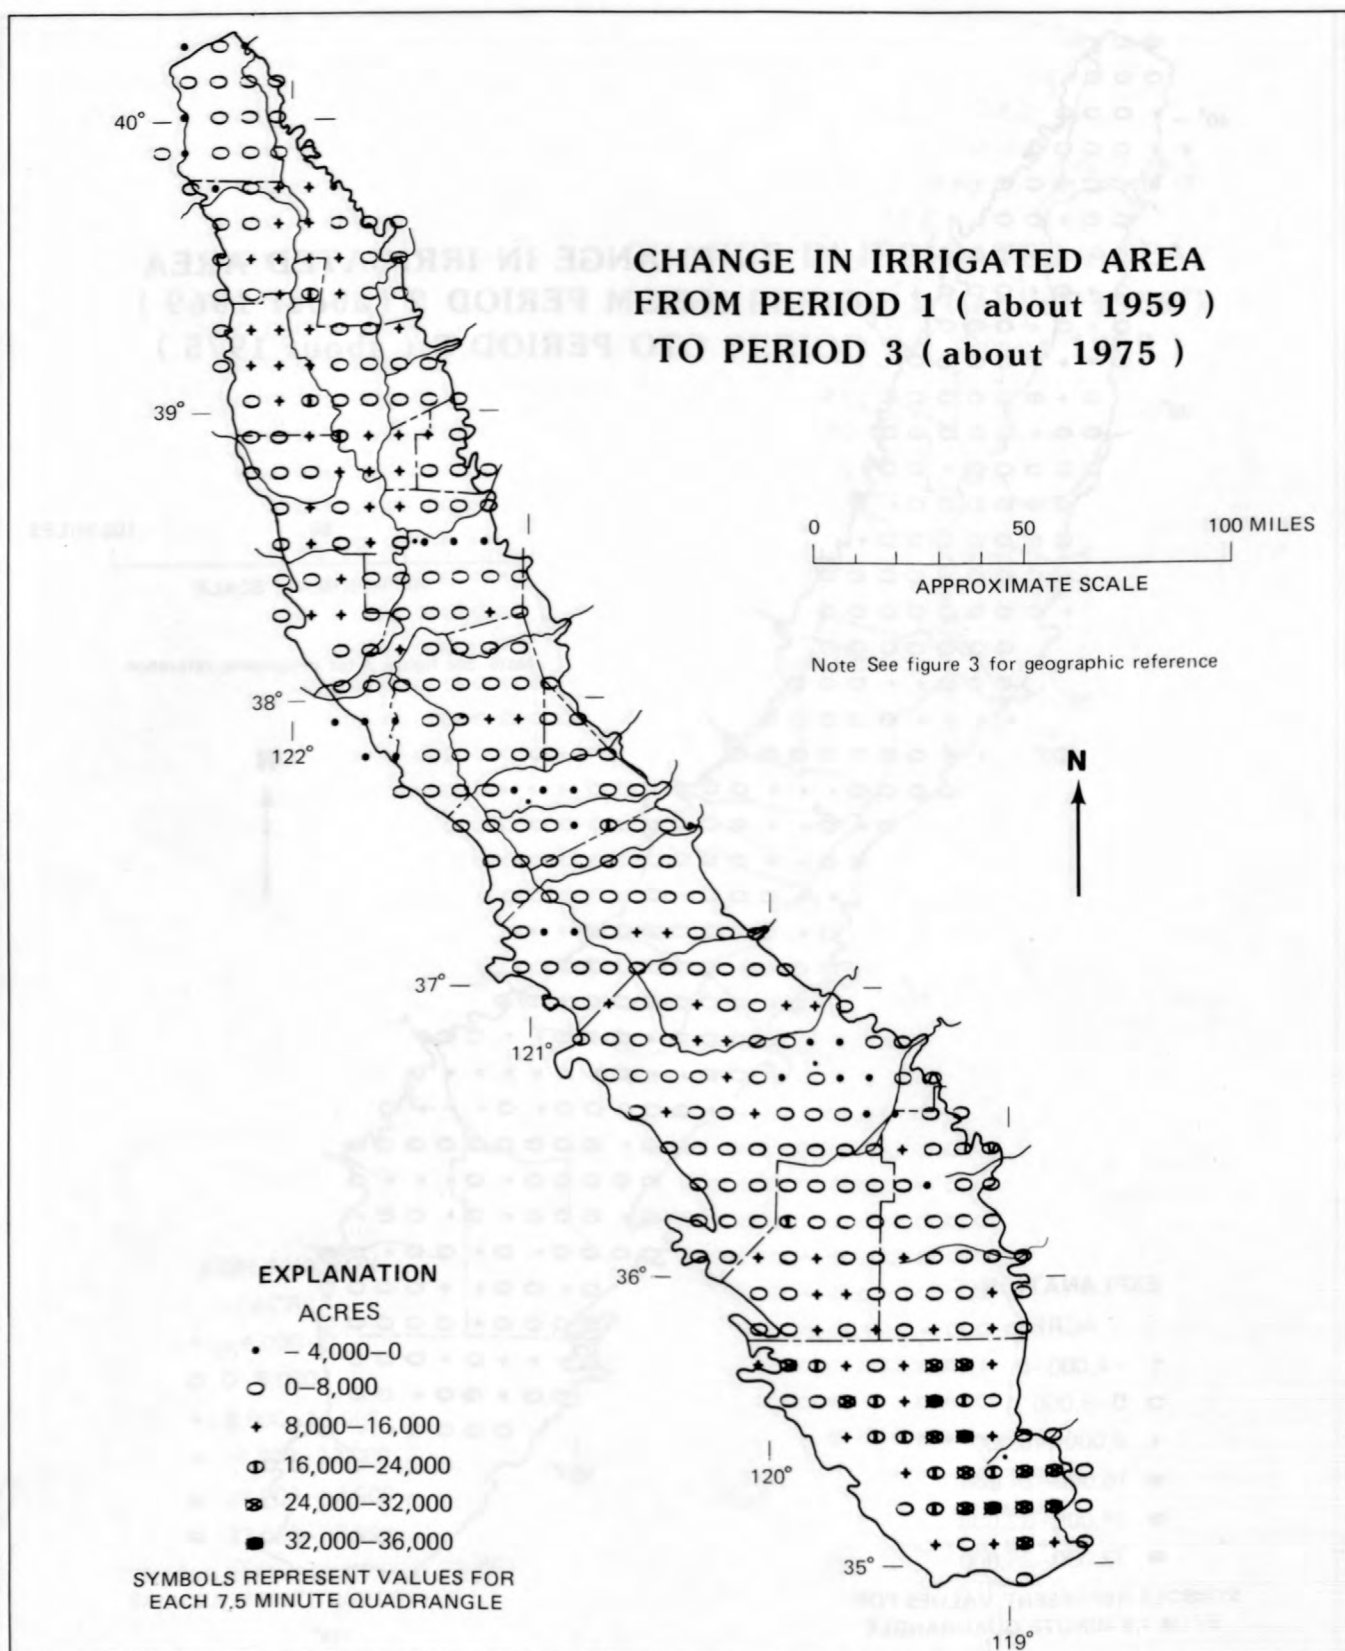 CHANGE IN IRRIGATED AREA
FROM PERIOD 1 ( about 1959 )
TO PERIOD 3 ( about 1975 )
40°
39°
0 50 100 MILES
APPROXIMATE SCALE
Note See figure 3 for geographic reference
38°
122°
N
37°
121°
36°
EXPLANATION
ACRES
−4,000−0
0−8,000
8,000−16,000
16,000−24,000
24,000−32,000
32,000−36,000
SYMBOLS REPRESENT VALUES FOR
EACH 7,5 MINUTE QUADRANGLE
120°
35°
119°